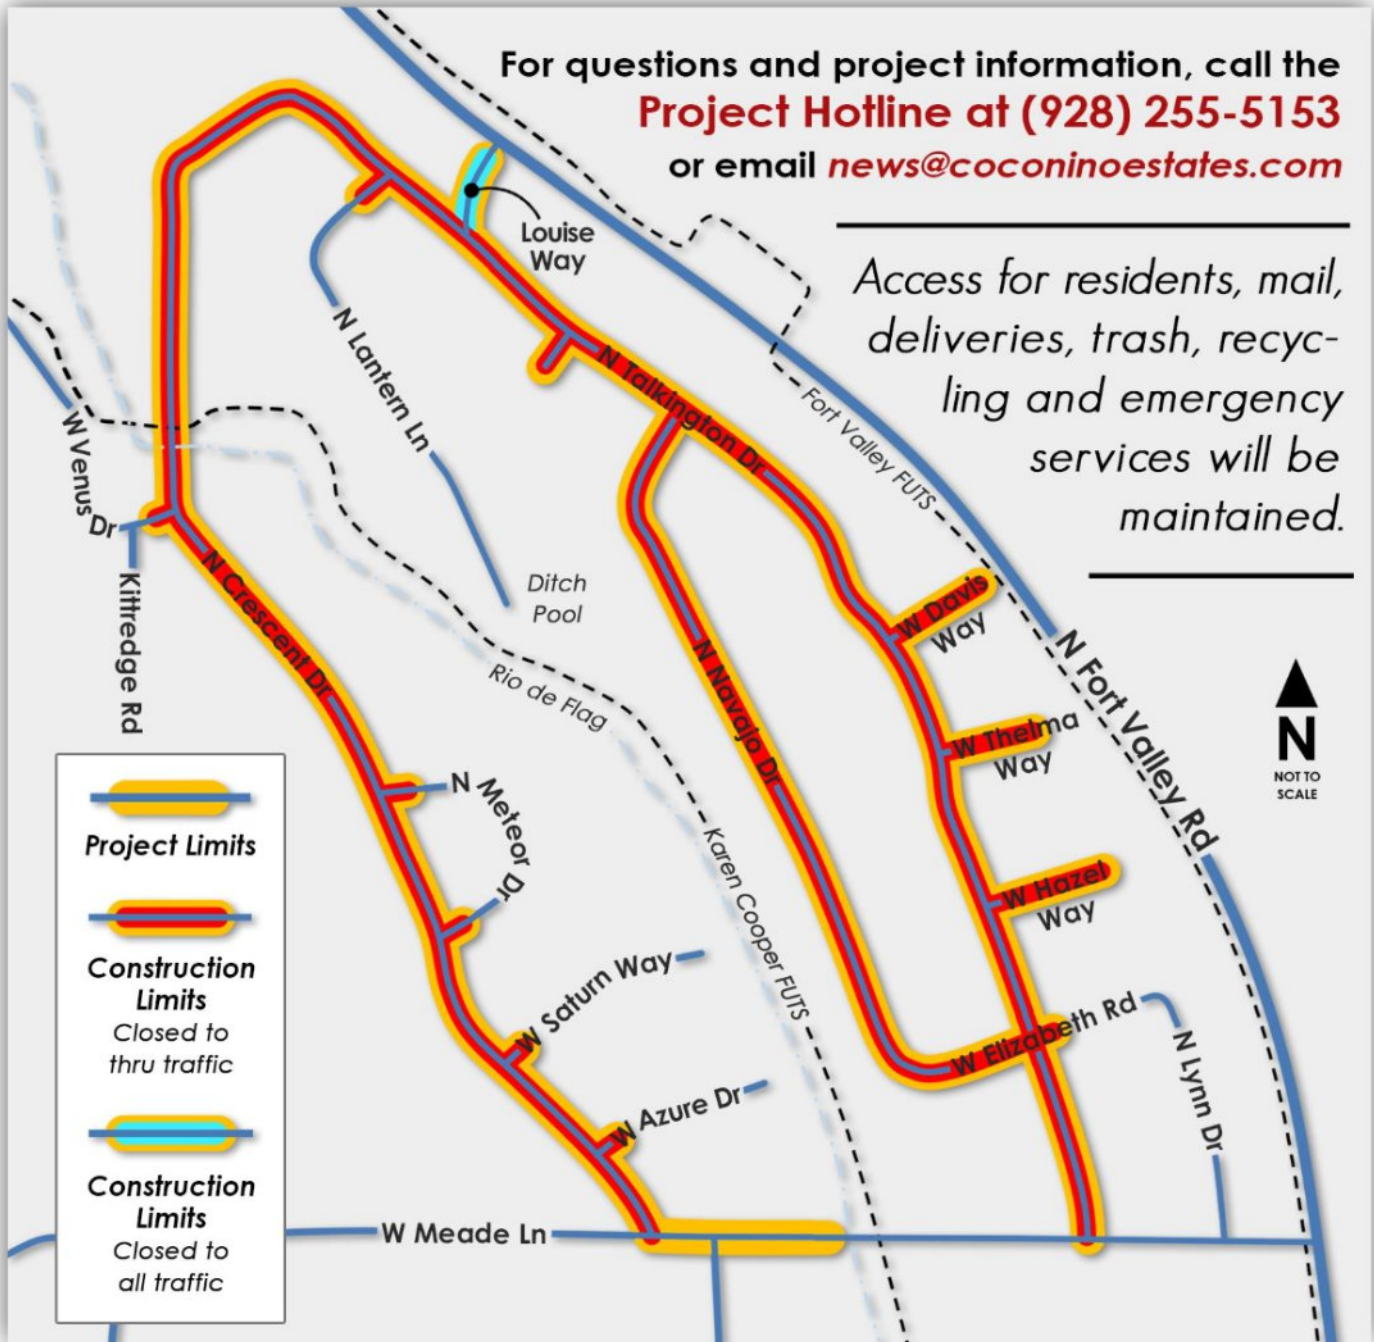 For questions and project information, call the
Project Hotline at (928) 255-5153
or email news@coconinoestates.com
Access for residents, mail,
deliveries, trash, recyc-
ling and emergency
services will be
maintained.
Louise
Way
N Lantern Ln
N Talkington Dr
Fort Valley FUTS
W Venus
Dr
Kittredge Rd
N Crescent Dr
Ditch
Pool
Rio de Flag
N Navajo Dr
W Davis
Way
W Thelma
Way
W Hazel
Way
N Fort Valley Rd
N
NOT TO
SCALE
N Meteor Dr
Karen Cooper FUTS
W Saturn Way
W Azure Dr
W Elizabeth Rd
N Lynn Dr
W Meade Ln
Project Limits
Construction
Limits
Closed to
thru traffic
Construction
Limits
Closed to
all traffic